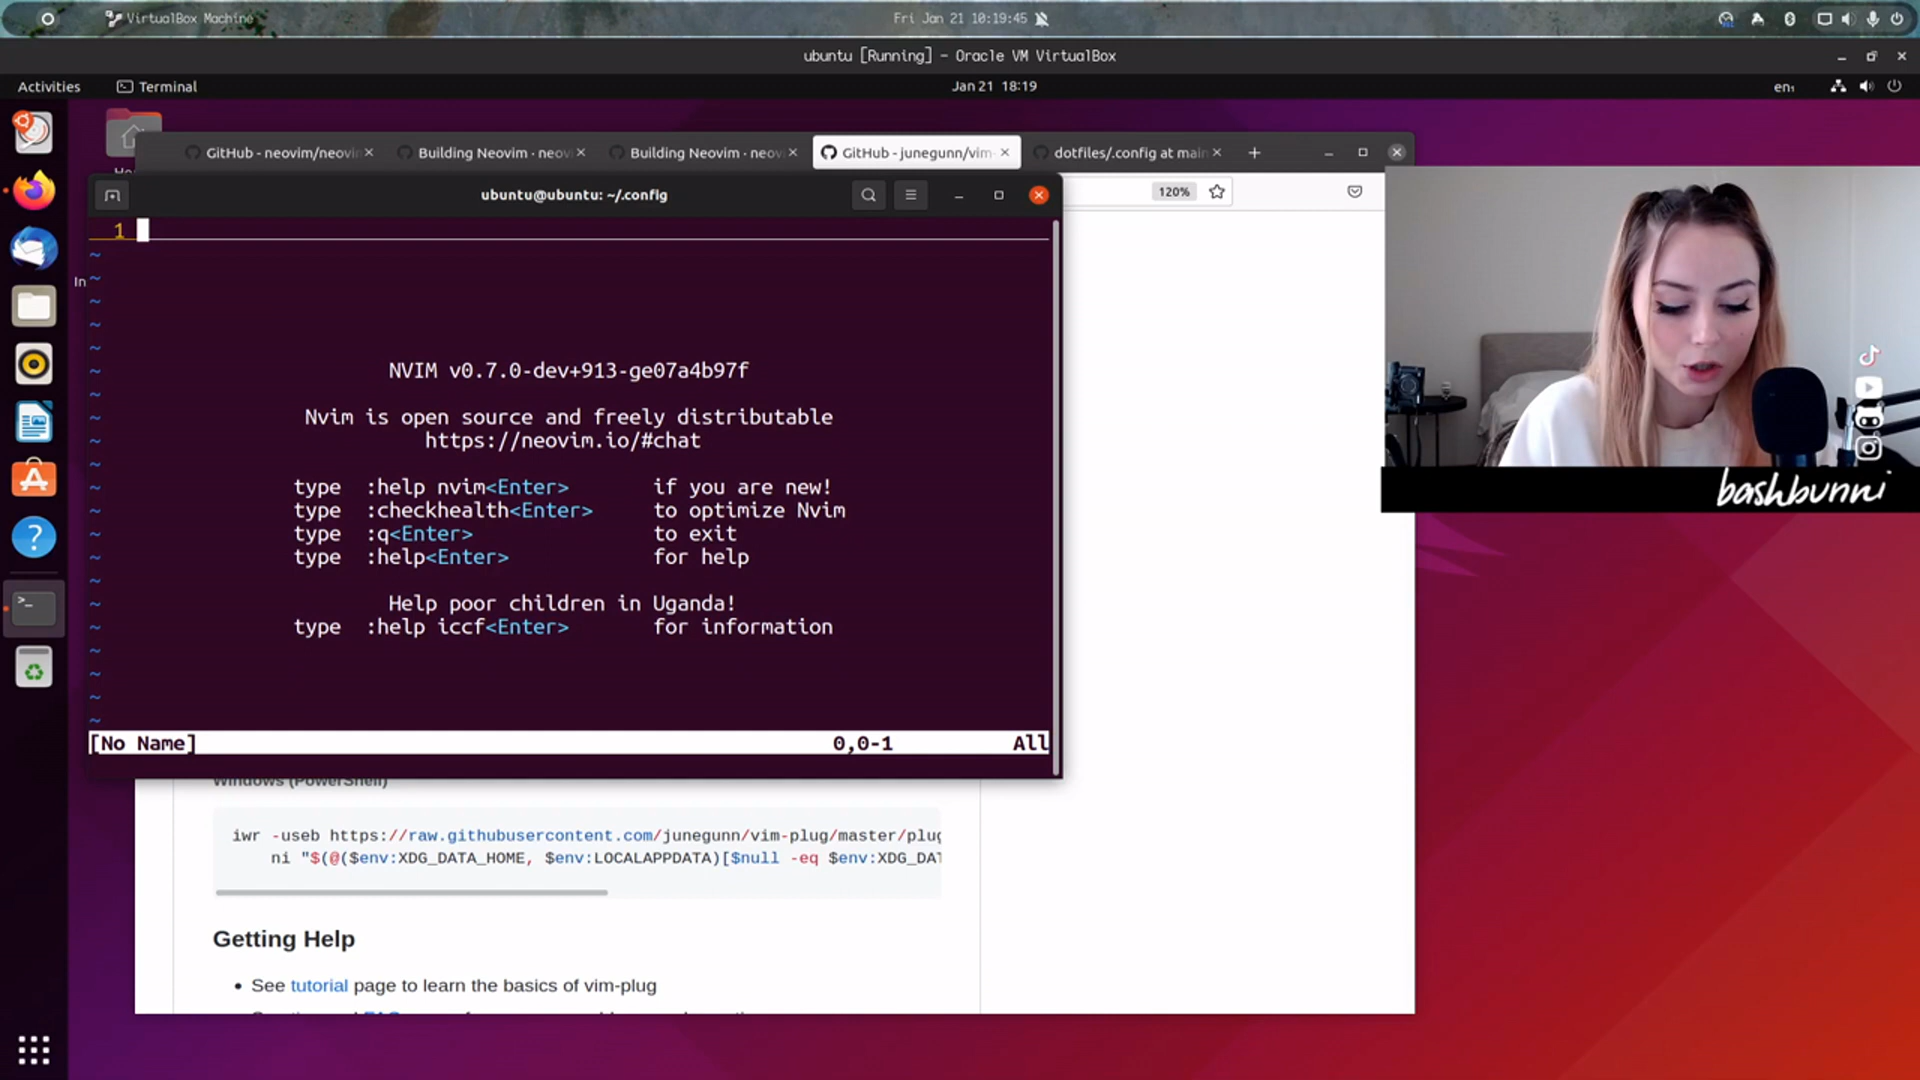 VirtualBox Machine
Fri Jan 21 10:19:45
ubuntu [Running] - Oracle VM VirtualBox
Activities
Terminal
Jan 21 18:19
en₁
GitHub - neovim/neovim
Building Neovim · neov
Building Neovim · neov
GitHub - junegunn/vim-
dotfiles/.config at main
ubuntu@ubuntu: ~/.config
120%
1
NVIM v0.7.0-dev+913-ge07a4b97f
Nvim is open source and freely distributable
https://neovim.io/#chat
type :help nvim<Enter> if you are new!
type :checkhealth<Enter> to optimize Nvim
type :q<Enter> to exit
type :help<Enter> for help
Help poor children in Uganda!
type :help iccf<Enter> for information
[No Name] 0,0-1 All
bashbunni
Windows (PowerShell)
iwr -useb https://raw.githubusercontent.com/junegunn/vim-plug/master/plug
ni "$(@($env:XDG_DATA_HOME, $env:LOCALAPPDATA)[$null -eq $env:XDG_DAT
Getting Help
• See tutorial page to learn the basics of vim-plug